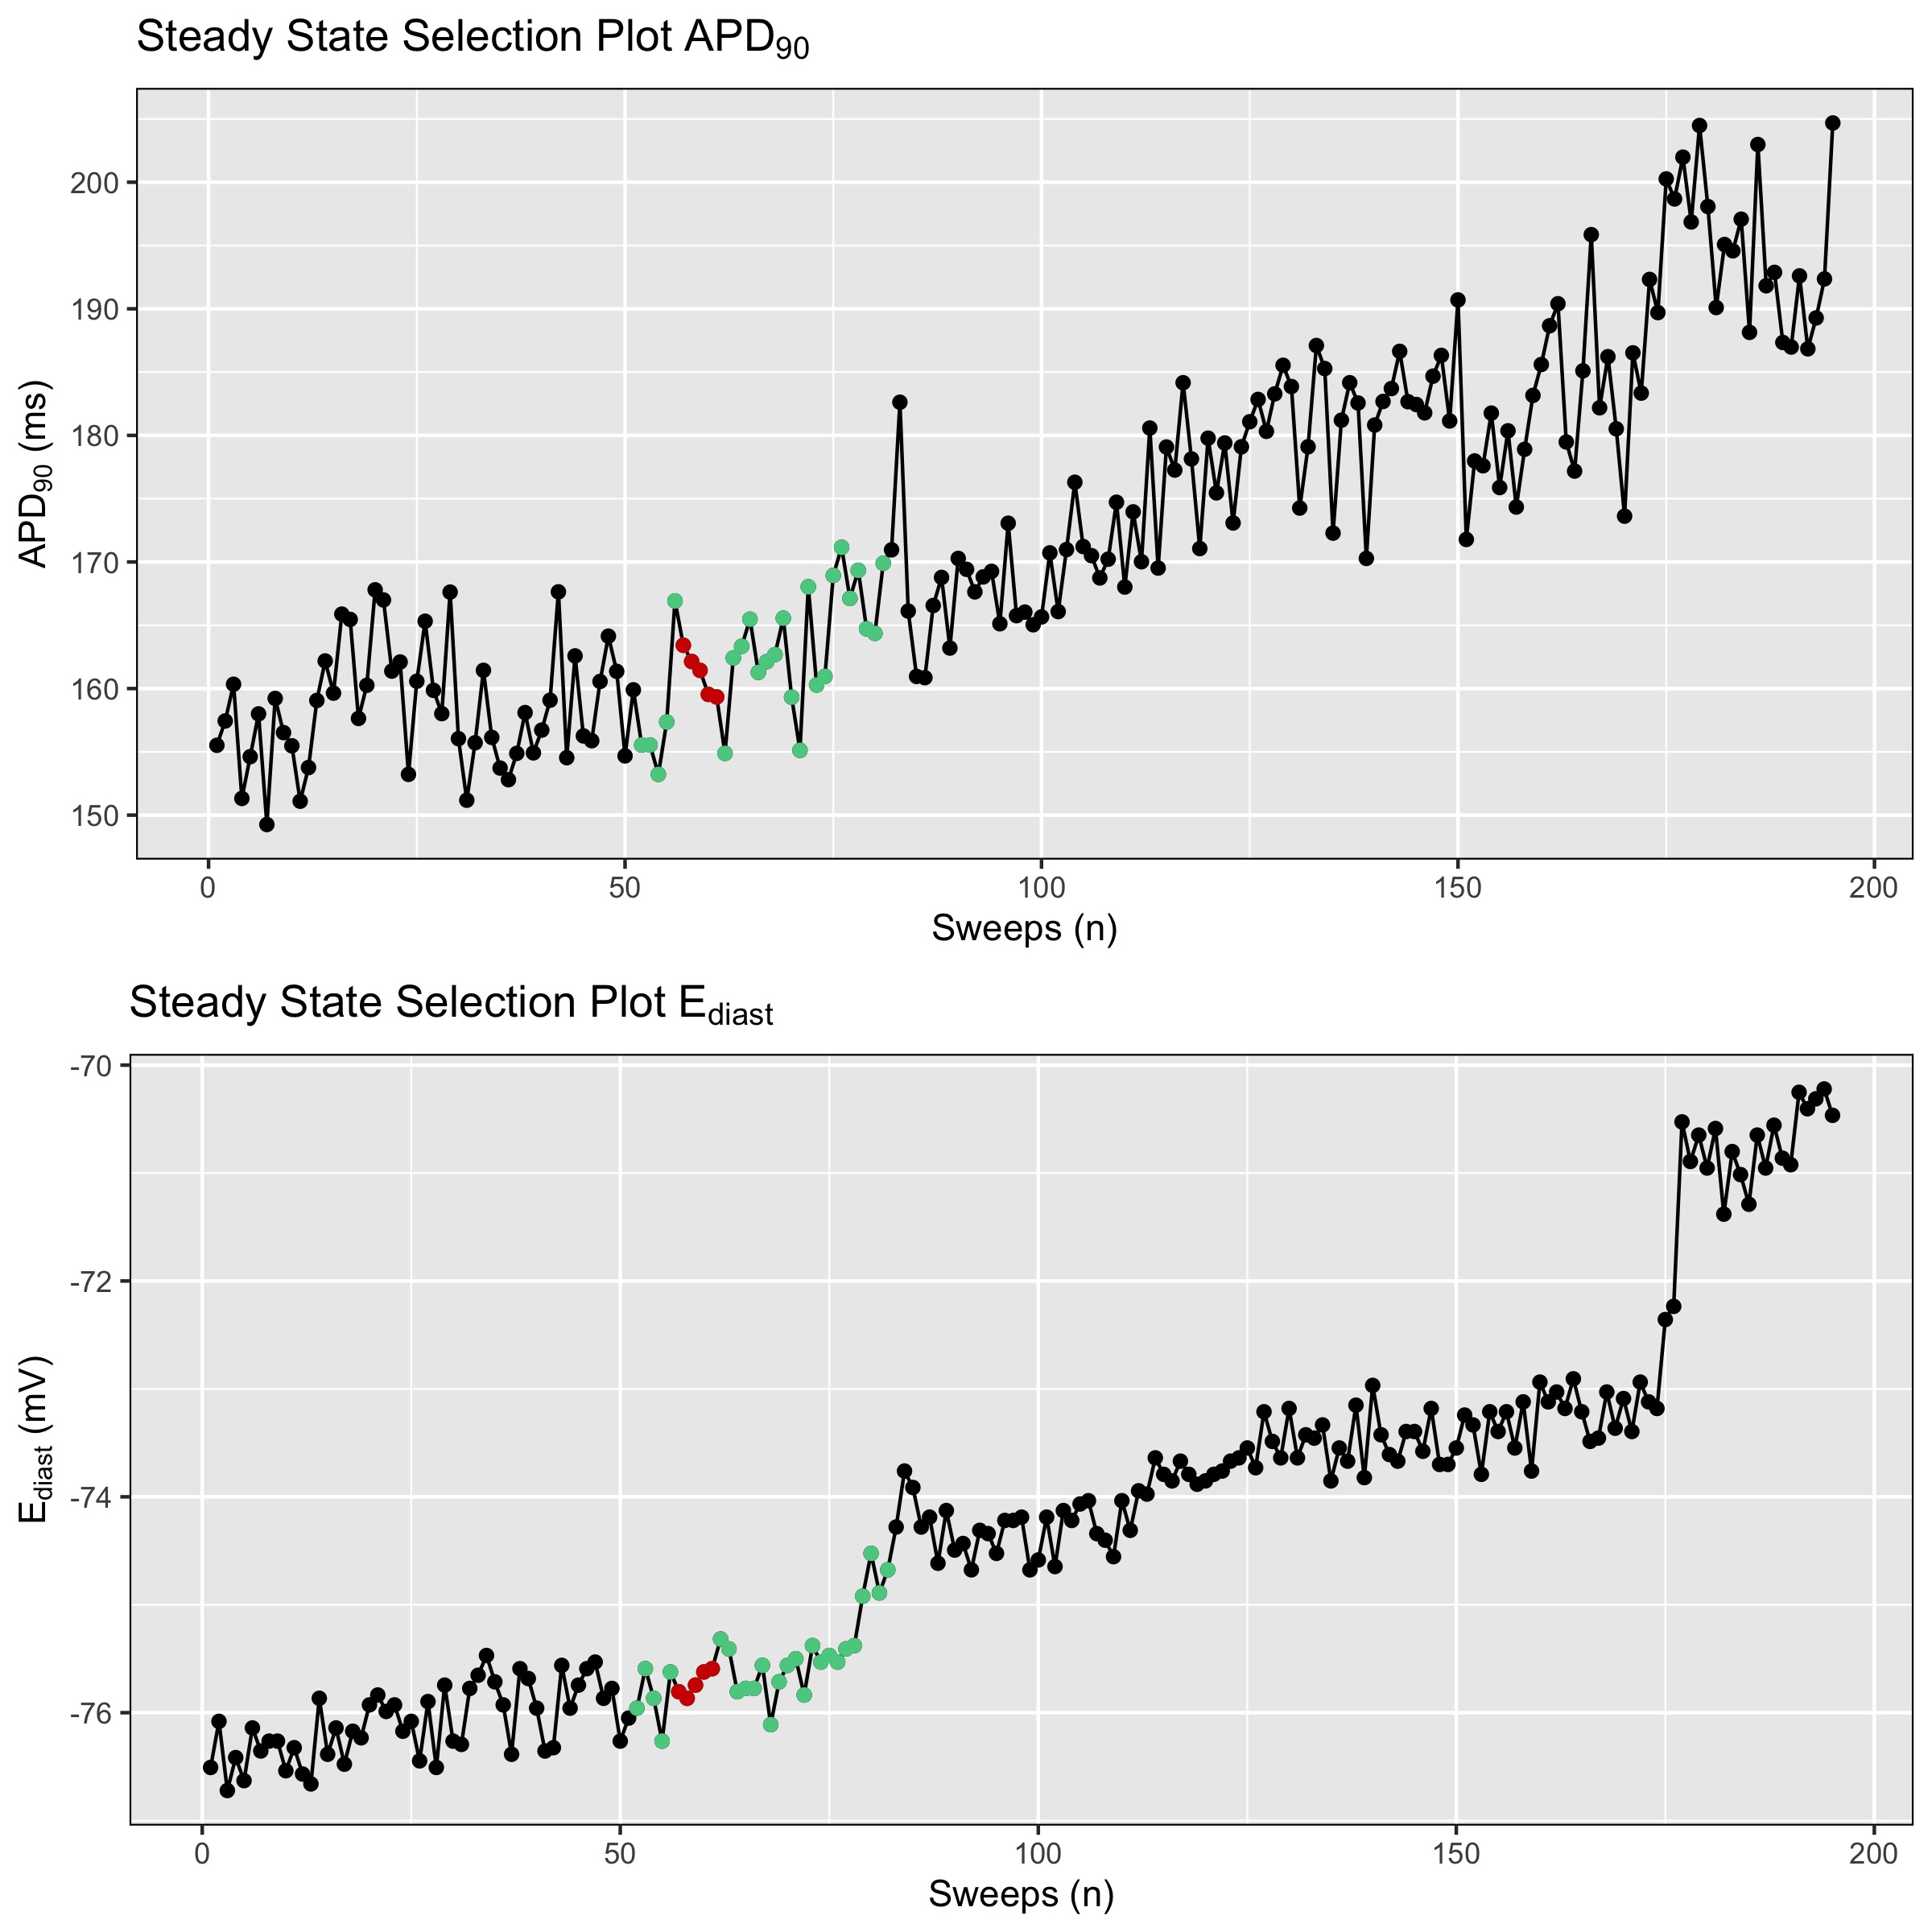 Steady State Selection Plot APD90
200
190
180
170
160
150
APD90 (ms)
0 50 100 150 200
Sweeps (n)
Steady State Selection Plot Ediast
-70
-72
-74
-76
Ediast (mV)
0 50 100 150 200
Sweeps (n)